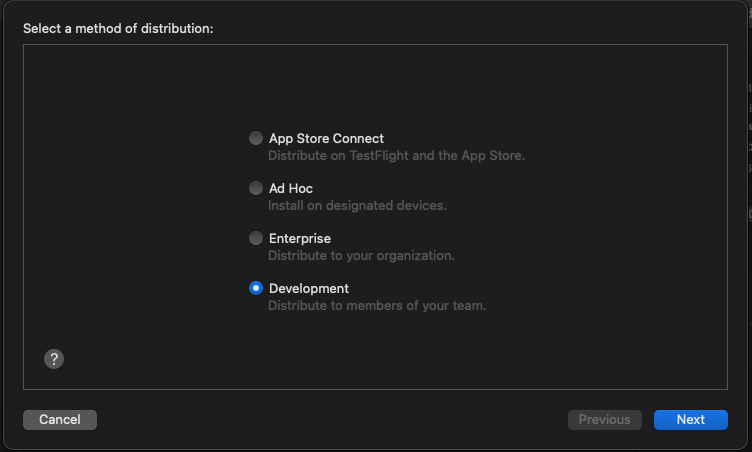 Select a method of distribution:
App Store Connect
Distribute on TestFlight and the App Store.
Ad Hoc
Install on designated devices.
Enterprise
Distribute to your organization.
Development
Distribute to members of your team.
?
Cancel
Previous
Next